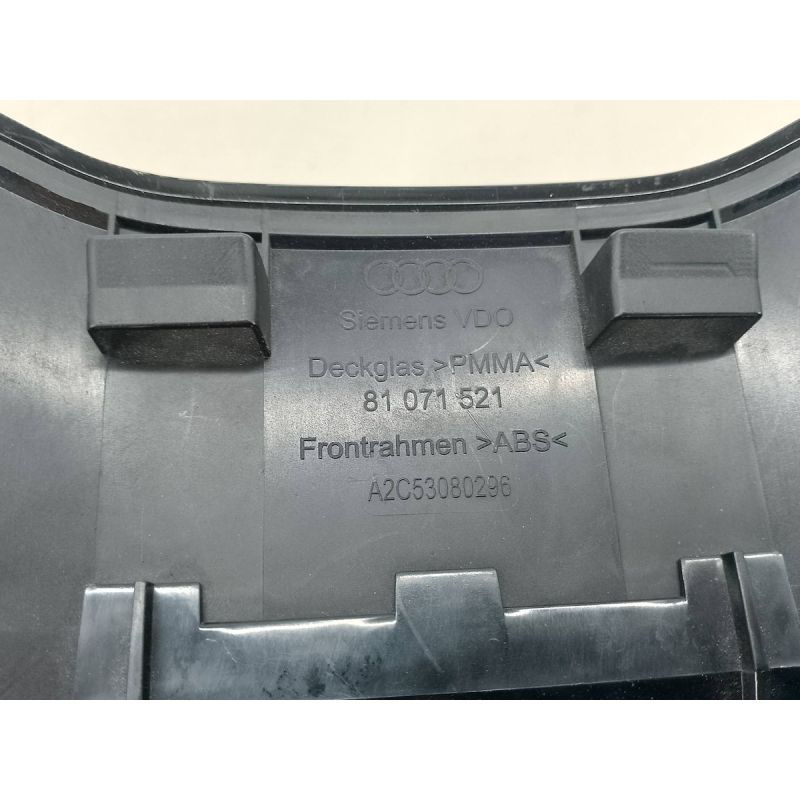 Siemens VDO
Deckglas >PMMA<
81 071 521
Frontrahmen >ABS<
A2C53080296